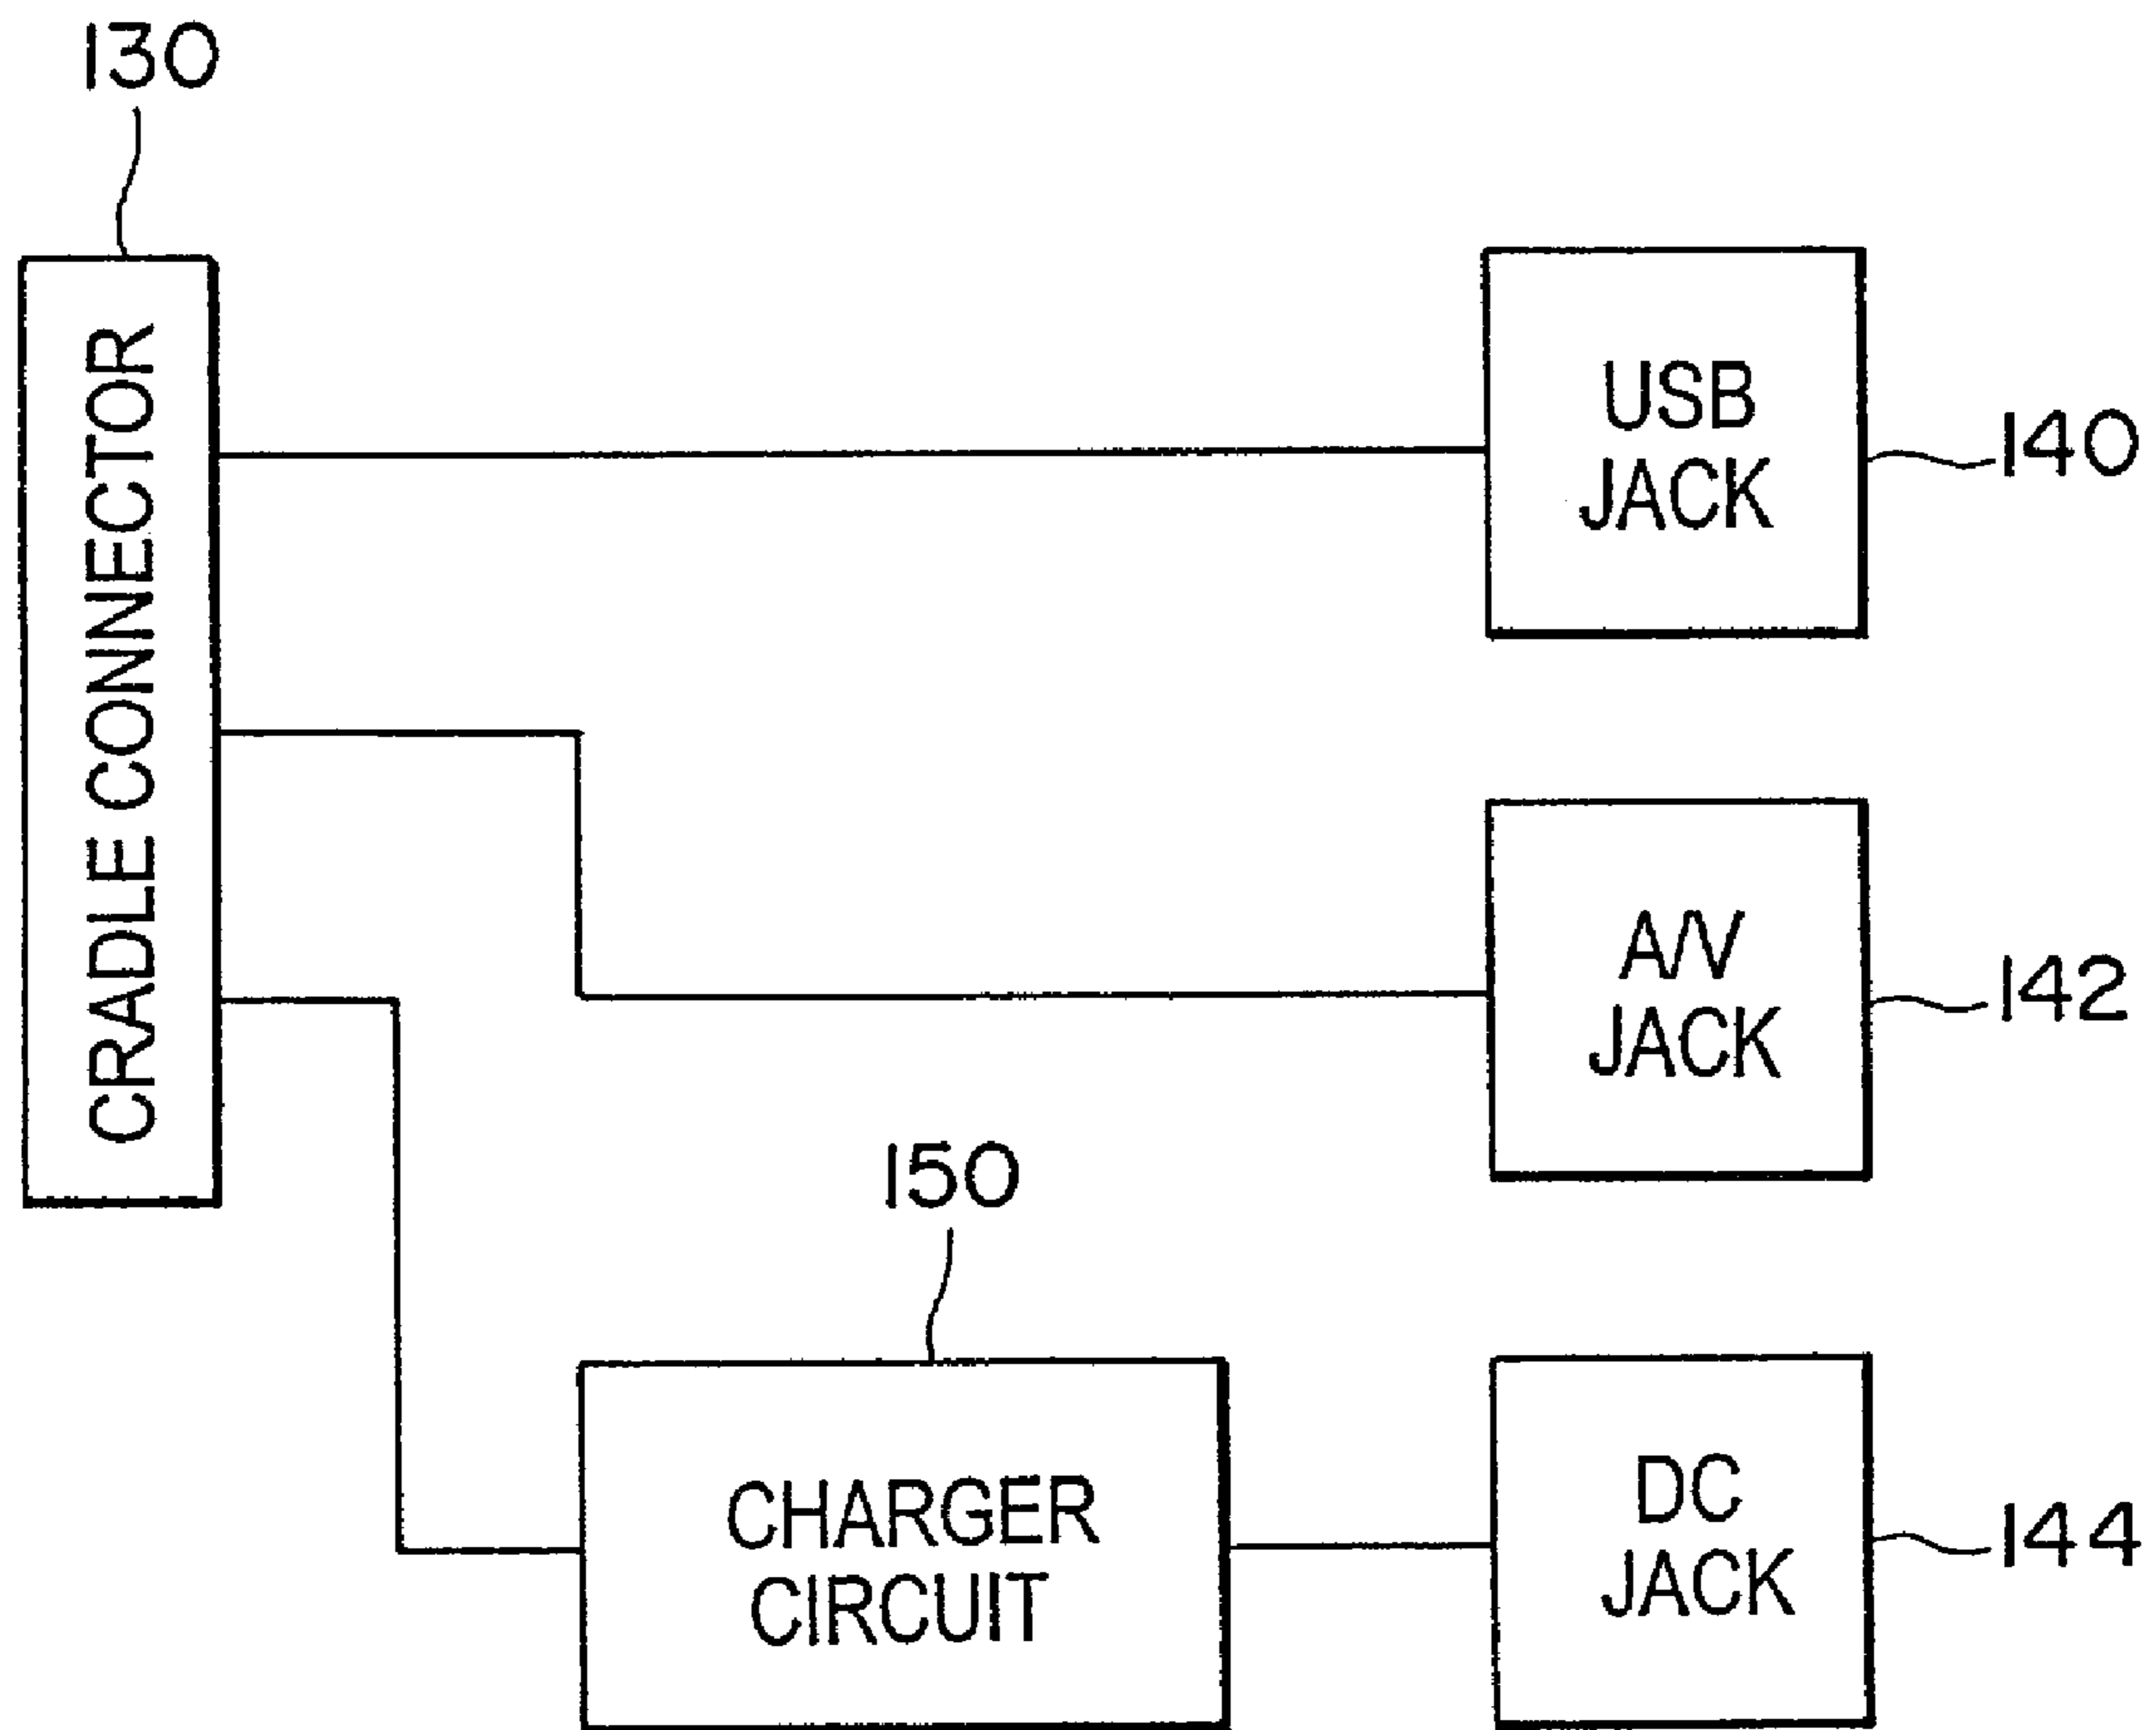 130
CRADLE CONNECTOR
USB
JACK
140
A/V
JACK
142
150
CHARGER
CIRCUIT
DC
JACK
144